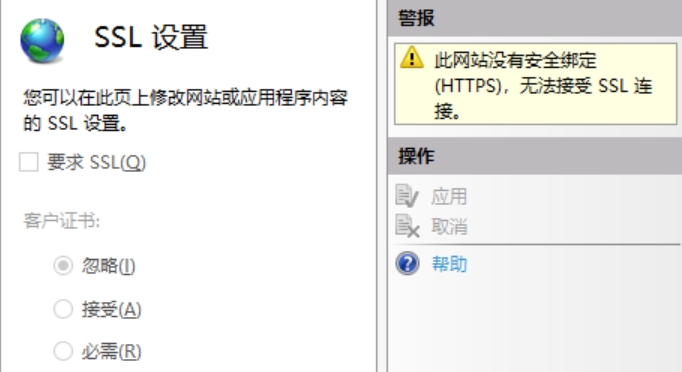 SSL 设置
您可以在此页上修改网站或应用程序内容
的 SSL 设置。
要求 SSL(Q)
客户证书:
忽略(I)
接受(A)
必需(R)
警报
此网站没有安全绑定
(HTTPS)，无法接受 SSL 连
接。
操作
应用
取消
帮助